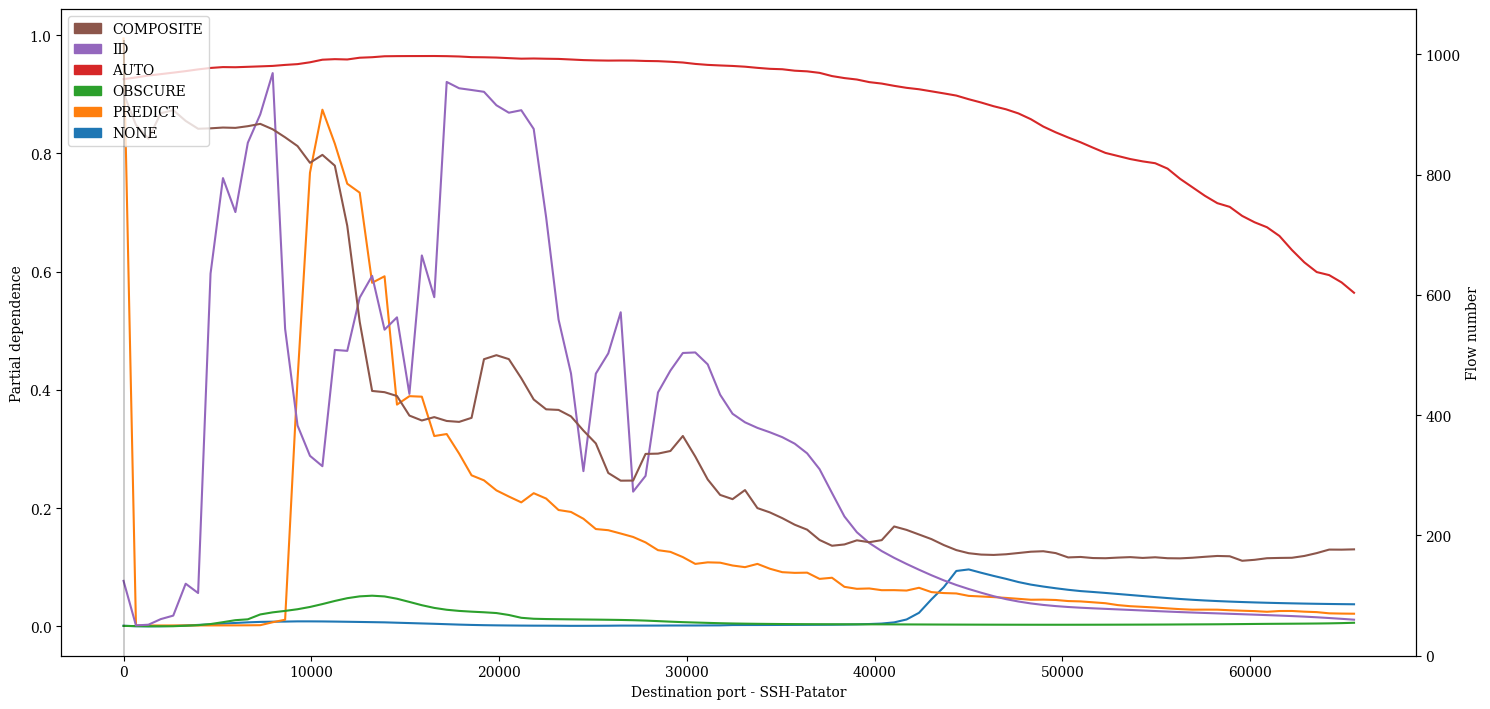 COMPOSITE
ID
AUTO
OBSCURE
PREDICT
NONE
Partial dependence
1.0
0.8
0.6
0.4
0.2
0.0
1000
800
600
400
200
0
Flow number
0 10000 20000 30000 40000 50000 60000
Destination port - SSH-Patator